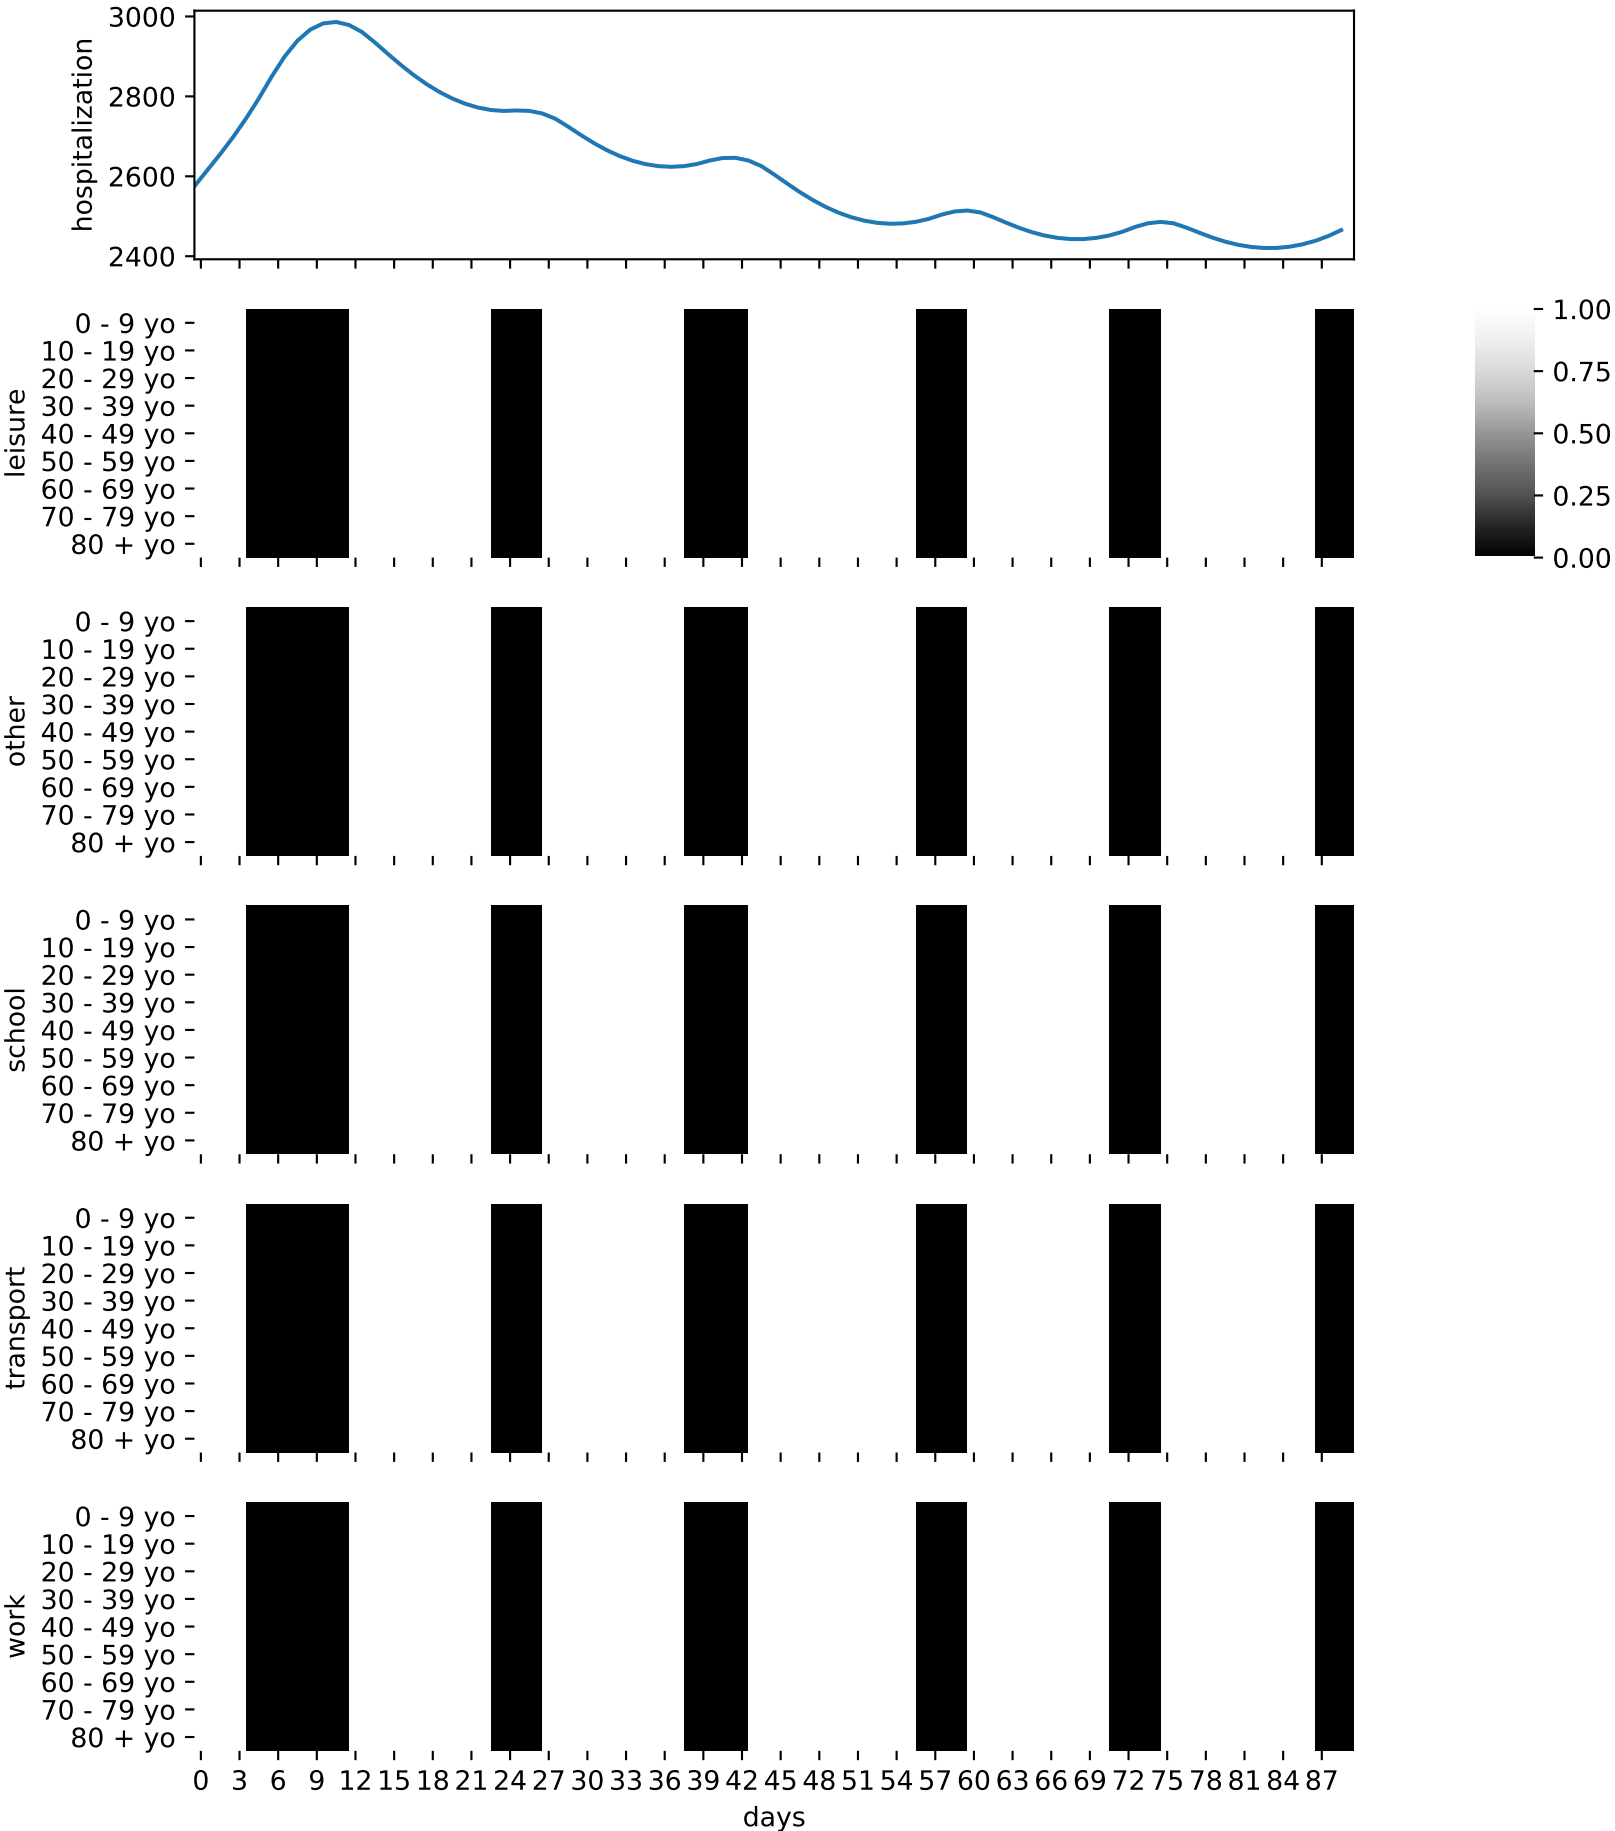 3000
2800
2600
2400
hospitalization
0 - 9 yo
10 - 19 yo
20 - 29 yo
30 - 39 yo
40 - 49 yo
50 - 59 yo
60 - 69 yo
70 - 79 yo
80 + yo
leisure
1.00
0.75
0.50
0.25
0.00
0 - 9 yo
10 - 19 yo
20 - 29 yo
30 - 39 yo
40 - 49 yo
50 - 59 yo
60 - 69 yo
70 - 79 yo
80 + yo
other
0 - 9 yo
10 - 19 yo
20 - 29 yo
30 - 39 yo
40 - 49 yo
50 - 59 yo
60 - 69 yo
70 - 79 yo
80 + yo
school
0 - 9 yo
10 - 19 yo
20 - 29 yo
30 - 39 yo
40 - 49 yo
50 - 59 yo
60 - 69 yo
70 - 79 yo
80 + yo
transport
0 - 9 yo
10 - 19 yo
20 - 29 yo
30 - 39 yo
40 - 49 yo
50 - 59 yo
60 - 69 yo
70 - 79 yo
80 + yo
work
0 3 6 9 12 15 18 21 24 27 30 33 36 39 42 45 48 51 54 57 60 63 66 69 72 75 78 81 84 87
days